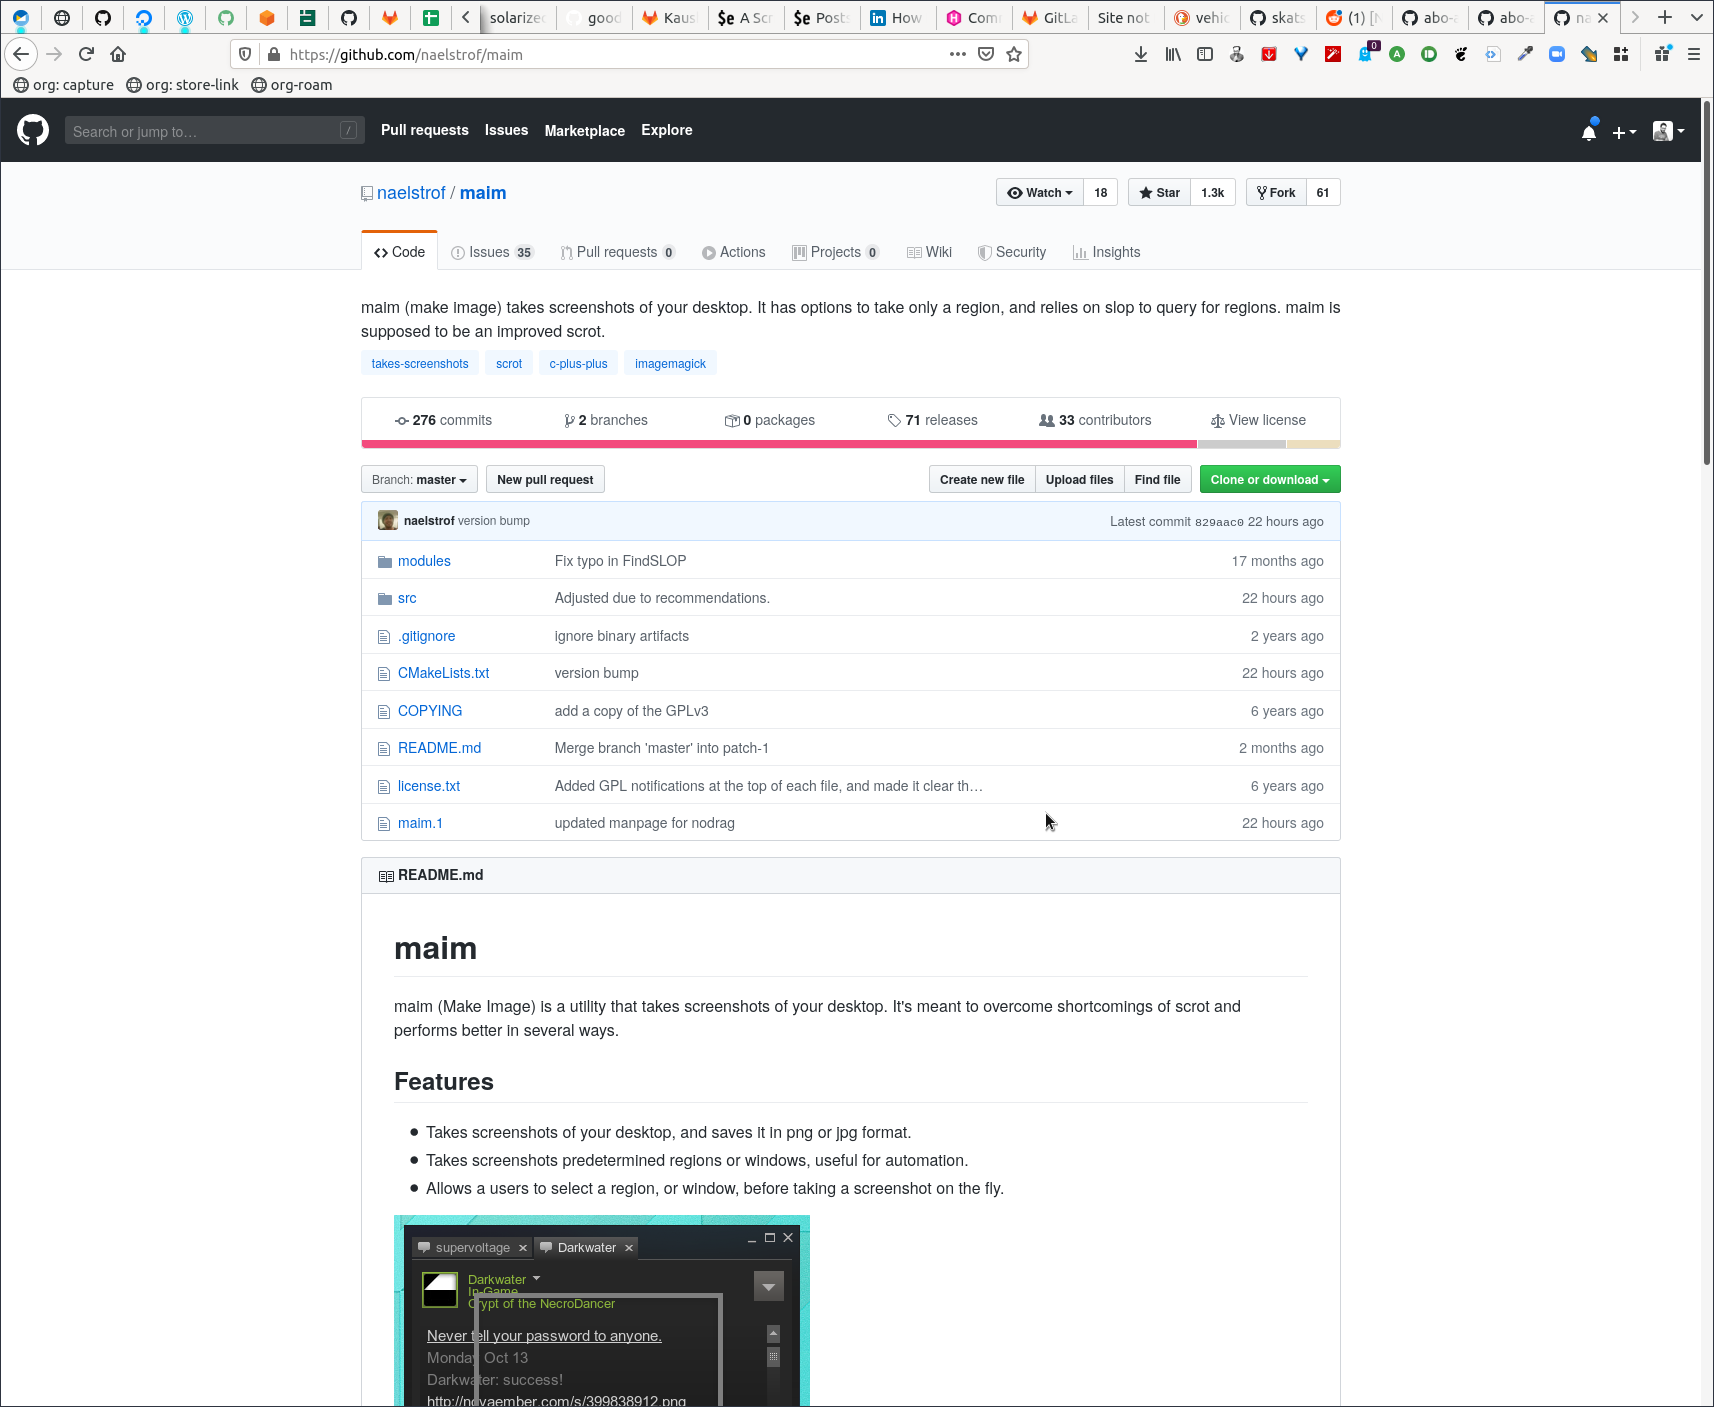 solarize
good
Kaus
A Sc
Posts
How
Com
GitLa
Site not
vehic
skats
(1) [N
abo-
abo-
na
https://github.com/naelstrof/maim
0
org: capture
org: store-link
org-roam
Search or jump to…
/
Pull requests
Issues
Marketplace
Explore
naelstrof / maim
Watch 18
Star 1.3k
Fork 61
Code
Issues 35
Pull requests 0
Actions
Projects 0
Wiki
Security
Insights
maim (make image) takes screenshots of your desktop. It has options to take only a region, and relies on slop to query for regions. maim is
supposed to be an improved scrot.
takes-screenshots
scrot
c-plus-plus
imagemagick
276 commits
2 branches
0 packages
71 releases
33 contributors
View license
Branch: master
New pull request
Create new file
Upload files
Find file
Clone or download
naelstrof version bump
Latest commit 829aac0 22 hours ago
modules Fix typo in FindSLOP 17 months ago
src Adjusted due to recommendations. 22 hours ago
.gitignore ignore binary artifacts 2 years ago
CMakeLists.txt version bump 22 hours ago
COPYING add a copy of the GPLv3 6 years ago
README.md Merge branch 'master' into patch-1 2 months ago
license.txt Added GPL notifications at the top of each file, and made it clear th… 6 years ago
maim.1 updated manpage for nodrag 22 hours ago
README.md
maim
maim (Make Image) is a utility that takes screenshots of your desktop. It's meant to overcome shortcomings of scrot and
performs better in several ways.
Features
Takes screenshots of your desktop, and saves it in png or jpg format.
Takes screenshots predetermined regions or windows, useful for automation.
Allows a users to select a region, or window, before taking a screenshot on the fly.
supervoltage
Darkwater
Darkwater
In-Game
Crypt of the NecroDancer
Never tell your password to anyone.
Monday Oct 13
Darkwater: success!
http://novaember.com/s/399838912.png